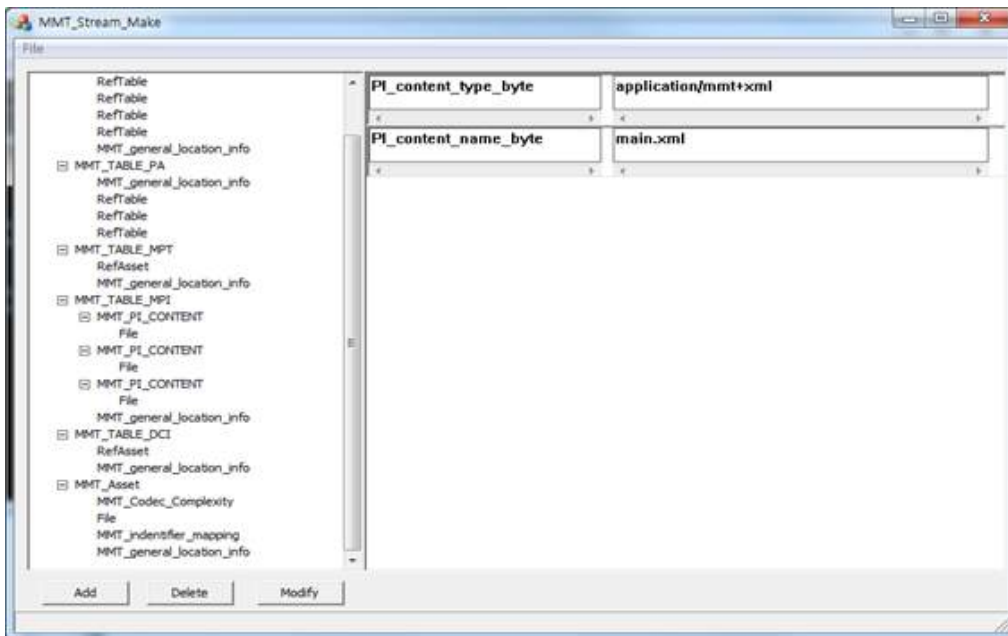 MMT_Stream_Make
File
RefTable
RefTable
RefTable
RefTable
MMT_general_location_info
MMT_TABLE_PA
MMT_general_location_info
RefTable
RefTable
RefTable
MMT_TABLE_MPT
RefAsset
MMT_general_location_info
MMT_TABLE_MPI
MMT_PI_CONTENT
File
MMT_PI_CONTENT
File
MMT_PI_CONTENT
File
MMT_general_location_info
MMT_TABLE_DCI
RefAsset
MMT_general_location_info
MMT_Asset
MMT_Codec_Complexity
File
MMT_indentifier_mapping
MMT_general_location_info
PI_content_type_byte application/mmt+xml
PI_content_name_byte main.xml
Add Delete Modify